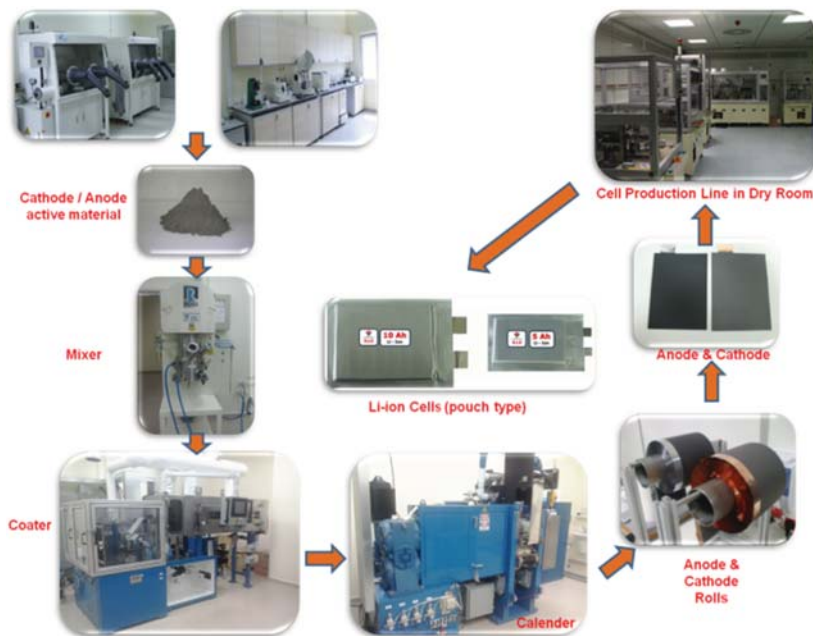 Cathode / Anode
active material
Mixer
Coater
Calender
Anode &
Cathode
Rolls
Anode & Cathode
Cell Production Line in Dry Room
10 Ah
5 Ah
Li-ion Cells (pouch type)